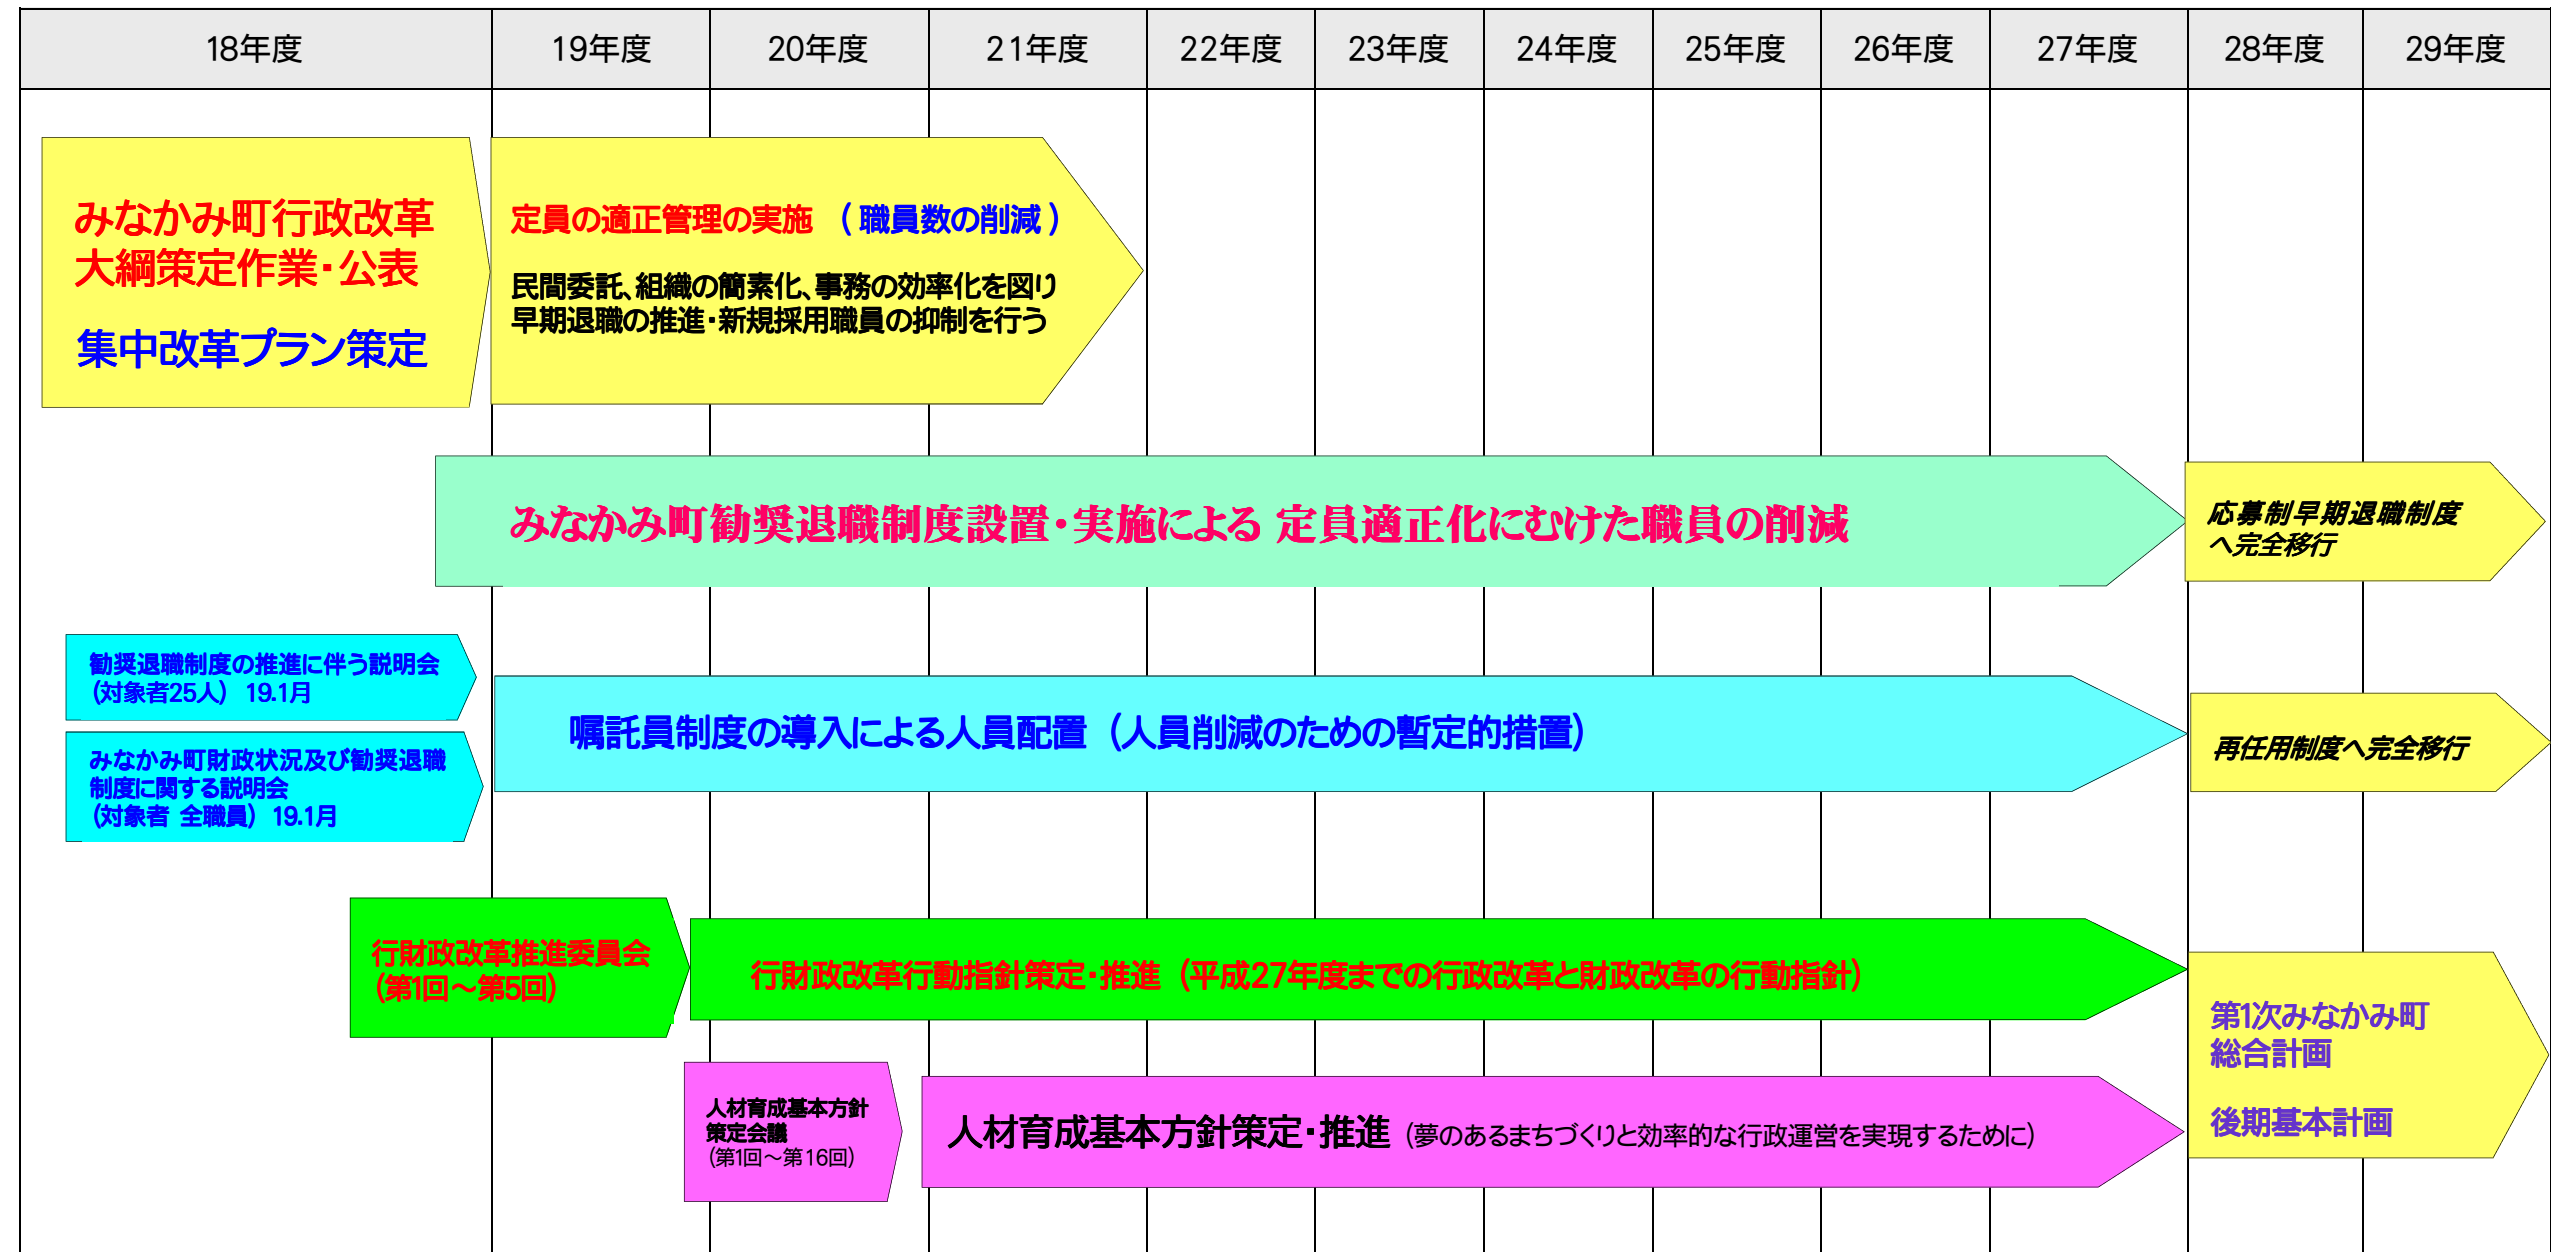 18年度 19年度 20年度 21年度 22年度 23年度 24年度 25年度 26年度 27年度 28年度 29年度
みなかみ町行政改革
大綱策定作業・公表
集中改革プラン策定
定員の適正管理の実施 （職員数の削減）
民間委託、組織の簡素化、事務の効率化を図り
早期退職の推進・新規採用職員の抑制を行う
みなかみ町勧奨退職制度設置・実施による 定員適正化にむけた職員の削減
応募制早期退職制度
へ完全移行
勧奨退職制度の推進に伴う説明会
（対象者25人） 19.1月
みなかみ町財政状況及び勧奨退職
制度に関する説明会
（対象者 全職員） 19.1月
嘱託員制度の導入による人員配置（人員削減のための暫定的措置）
再任用制度へ完全移行
行財政改革推進委員会
（第1回～第5回）
行財政改革行動指針策定・推進（平成27年度までの行政改革と財政改革の行動指針）
人材育成基本方針
策定会議
（第1回～第16回）
人材育成基本方針策定・推進（夢のあるまちづくりと効率的な行政運営を実現するために）
第1次みなかみ町
総合計画
後期基本計画